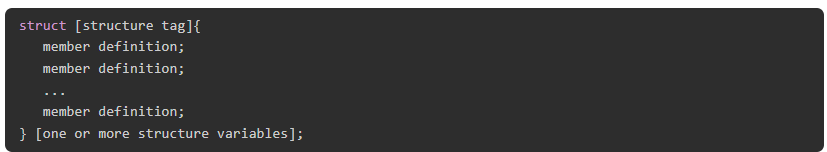 struct [structure tag]{
   member definition;
   member definition;
   ...
   member definition;
} [one or more structure variables];